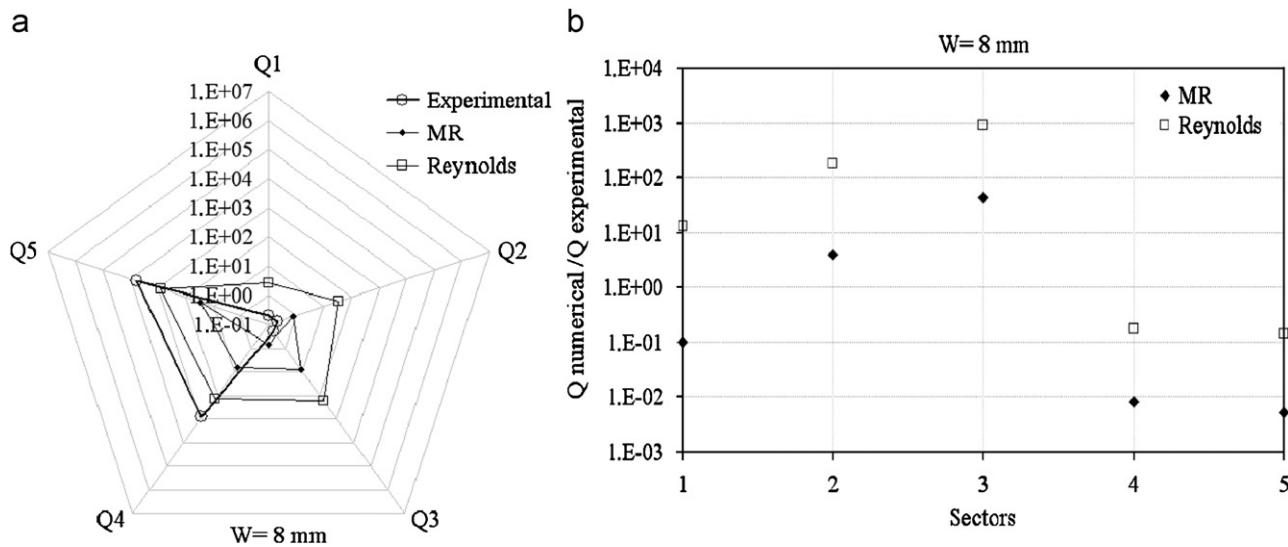 a
Q1
1.E+07
1.E+06
1.E+05
1.E+04
1.E+03
1.E+02
1.E+01
1.E+00
1.E-01
Experimental
MR
Reynolds
Q5
Q2
Q4
Q3
W= 8 mm
b
W= 8 mm
Q numerical /Q experimental
1.E+04
1.E+03
1.E+02
1.E+01
1.E+00
1.E-01
1.E-02
1.E-03
MR
Reynolds
1 2 3 4 5
Sectors